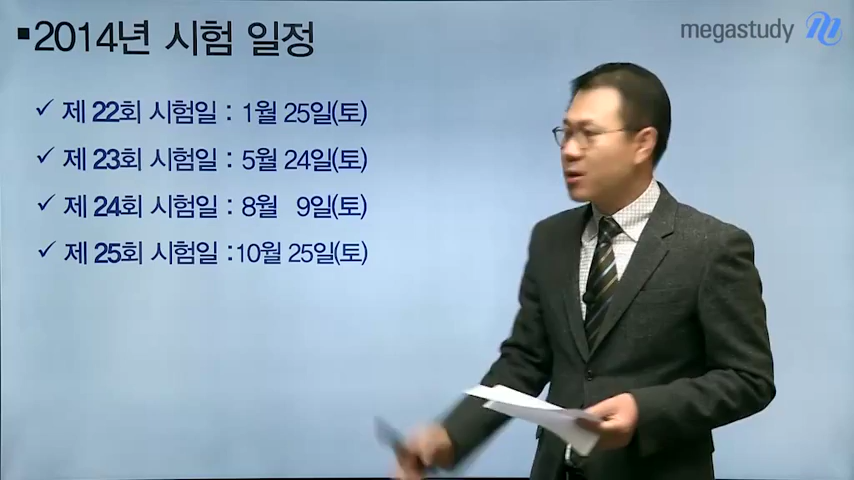 ▪2014년 시험 일정
megastudy
✓ 제 22회 시험일 : 1월 25일(토)
✓ 제 23회 시험일 : 5월 24일(토)
✓ 제 24회 시험일 : 8월 9일(토)
✓ 제 25회 시험일 :10월 25일(토)